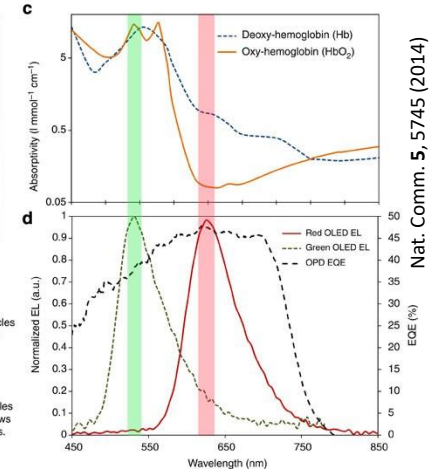 c
Deoxy-hemoglobin (Hb)
Oxy-hemoglobin (HbO₂)
5
0.5
0.05
Absorptivity (l mmol⁻¹ cm⁻¹)
Nat. Comm. 5, 5745 (2014)
d
Red OLED EL
Green OLED EL
OPD EQE
1
0.9
0.8
0.7
0.6
0.5
0.4
0.3
0.2
0.1
0
Normalized EL (a.u.)
50
45
40
35
30
25
20
15
10
5
0
EQE (%)
450 550 650 750 850
Wavelength (nm)